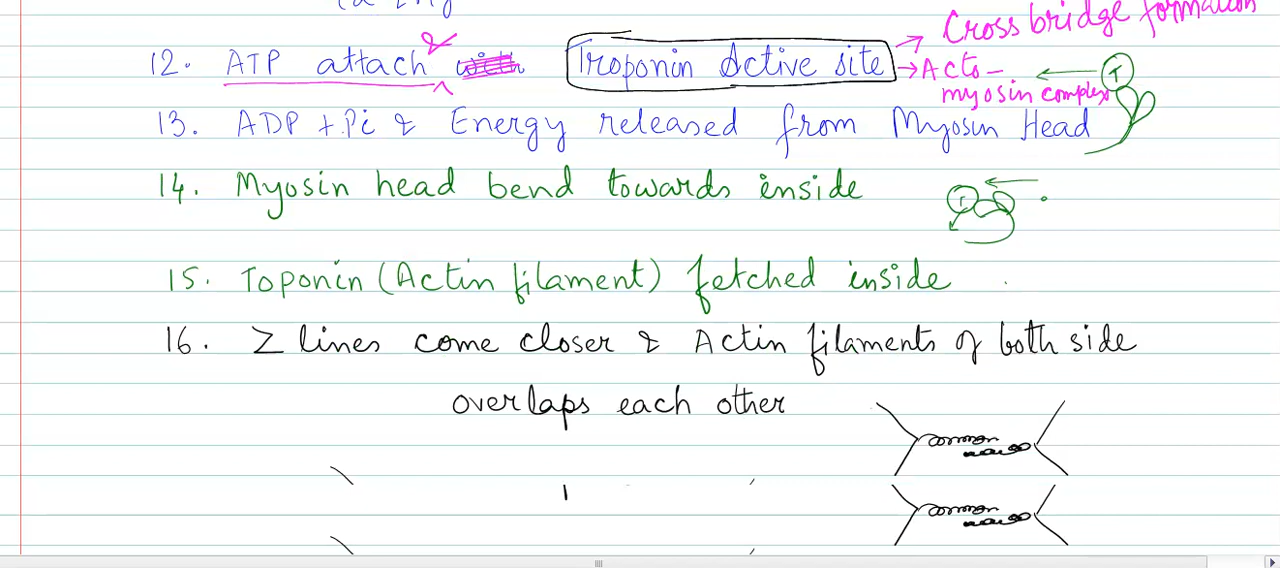 Cross bridge formation
12. ATP attach & Troponin Active site → Acto-
myosin complex
13. ADP + Pi & Energy released from Myosin Head
14. Myosin head bend towards inside
15. Toponin (Actin filament) fetched inside
16. Z lines come closer & Actin filaments of both side
overlaps each other